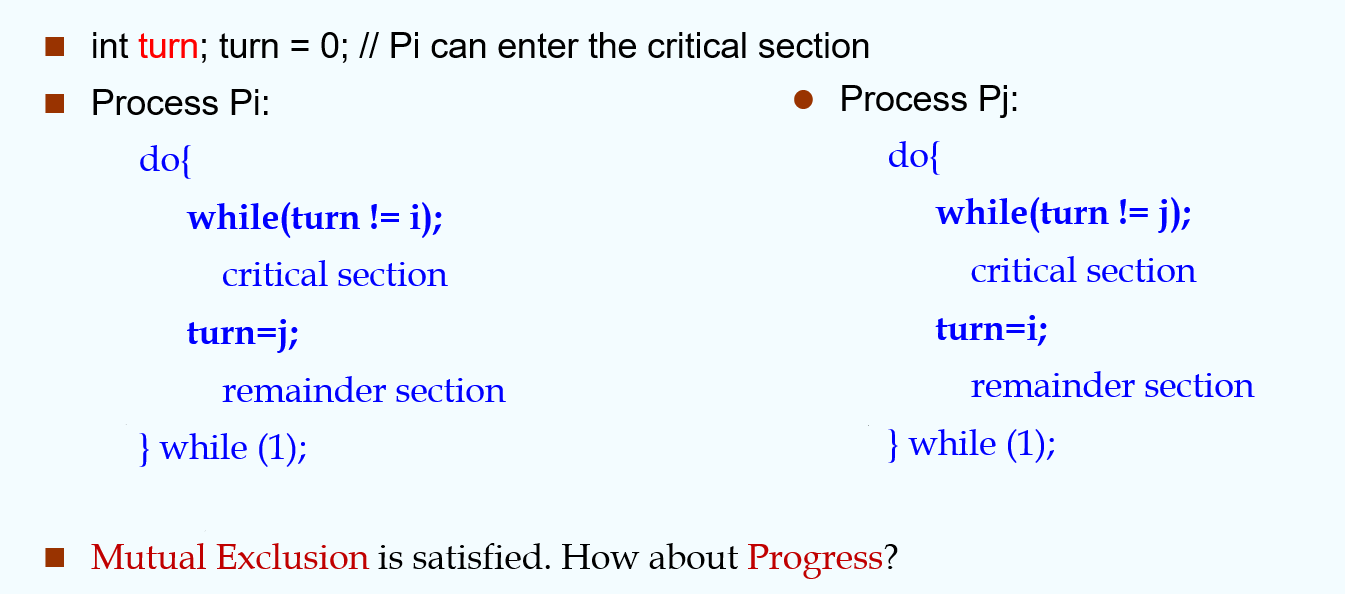 int turn; turn = 0; // Pi can enter the critical section
Process Pi:
do{
while(turn != i);
critical section
turn=j;
remainder section
} while (1);
Process Pj:
do{
while(turn != j);
critical section
turn=i;
remainder section
} while (1);
Mutual Exclusion is satisfied. How about Progress?